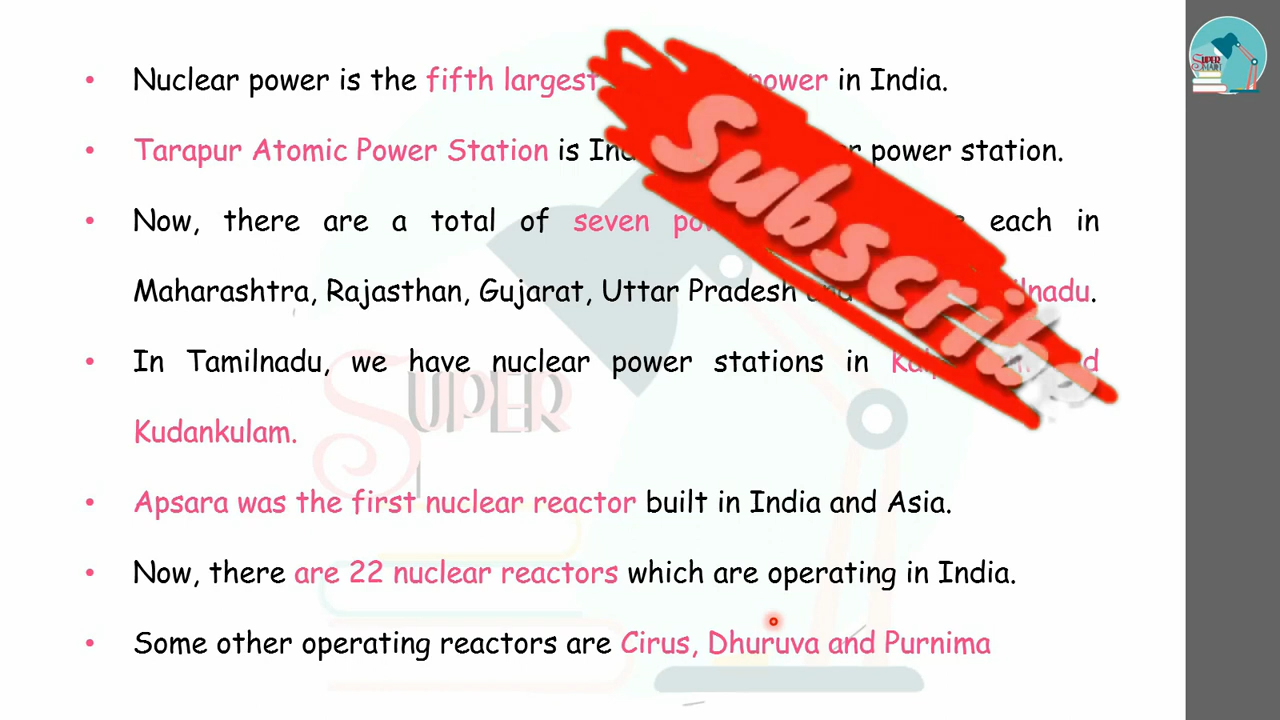 • Nuclear power is the fifth largest power in India.
• Tarapur Atomic Power Station is power station.
• Now, there are a total of seven each in
Maharashtra, Rajasthan, Gujarat, Uttar Pradesh
• In Tamilnadu, we have nuclear power stations in
Kudankulam.
• Apsara was the first nuclear reactor built in India and Asia.
• Now, there are 22 nuclear reactors which are operating in India.
• Some other operating reactors are Cirus, Dhuruva and Purnima
Subscribe
SUPER
SUPER